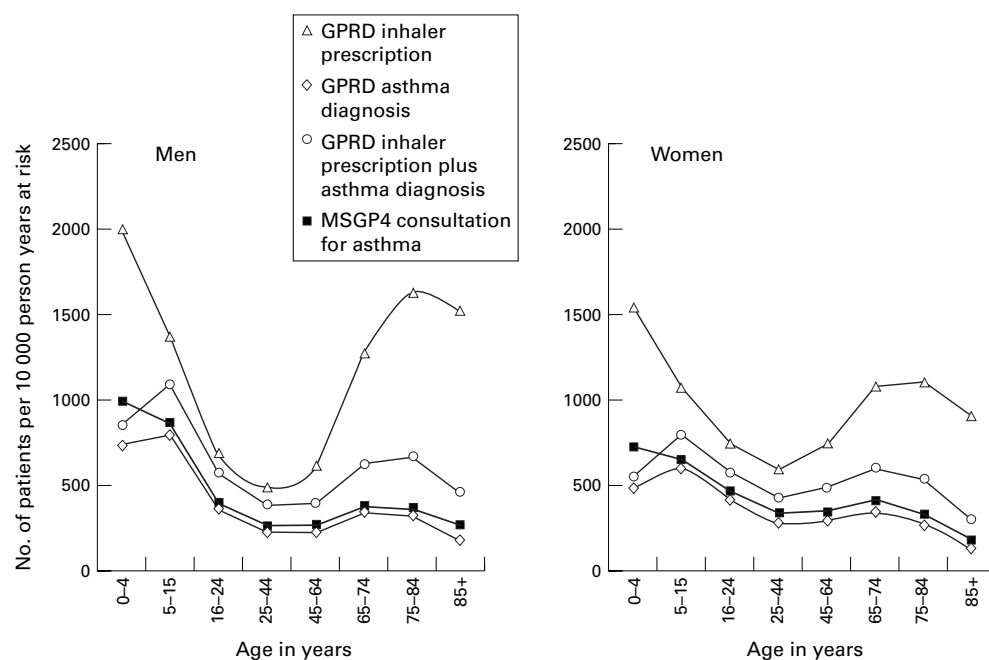 GPRD inhaler
prescription
GPRD asthma
diagnosis
GPRD inhaler
prescription plus
asthma diagnosis
MSGP4 consultation
for asthma
No. of patients per 10 000 person years at risk
2500
2000
1500
1000
500
0
Men
0–4
5–15
16–24
25–44
45–64
65–74
75–84
85+
Age in years
2500
2000
1500
1000
500
0
Women
0–4
5–15
16–24
25–44
45–64
65–74
75–84
85+
Age in years